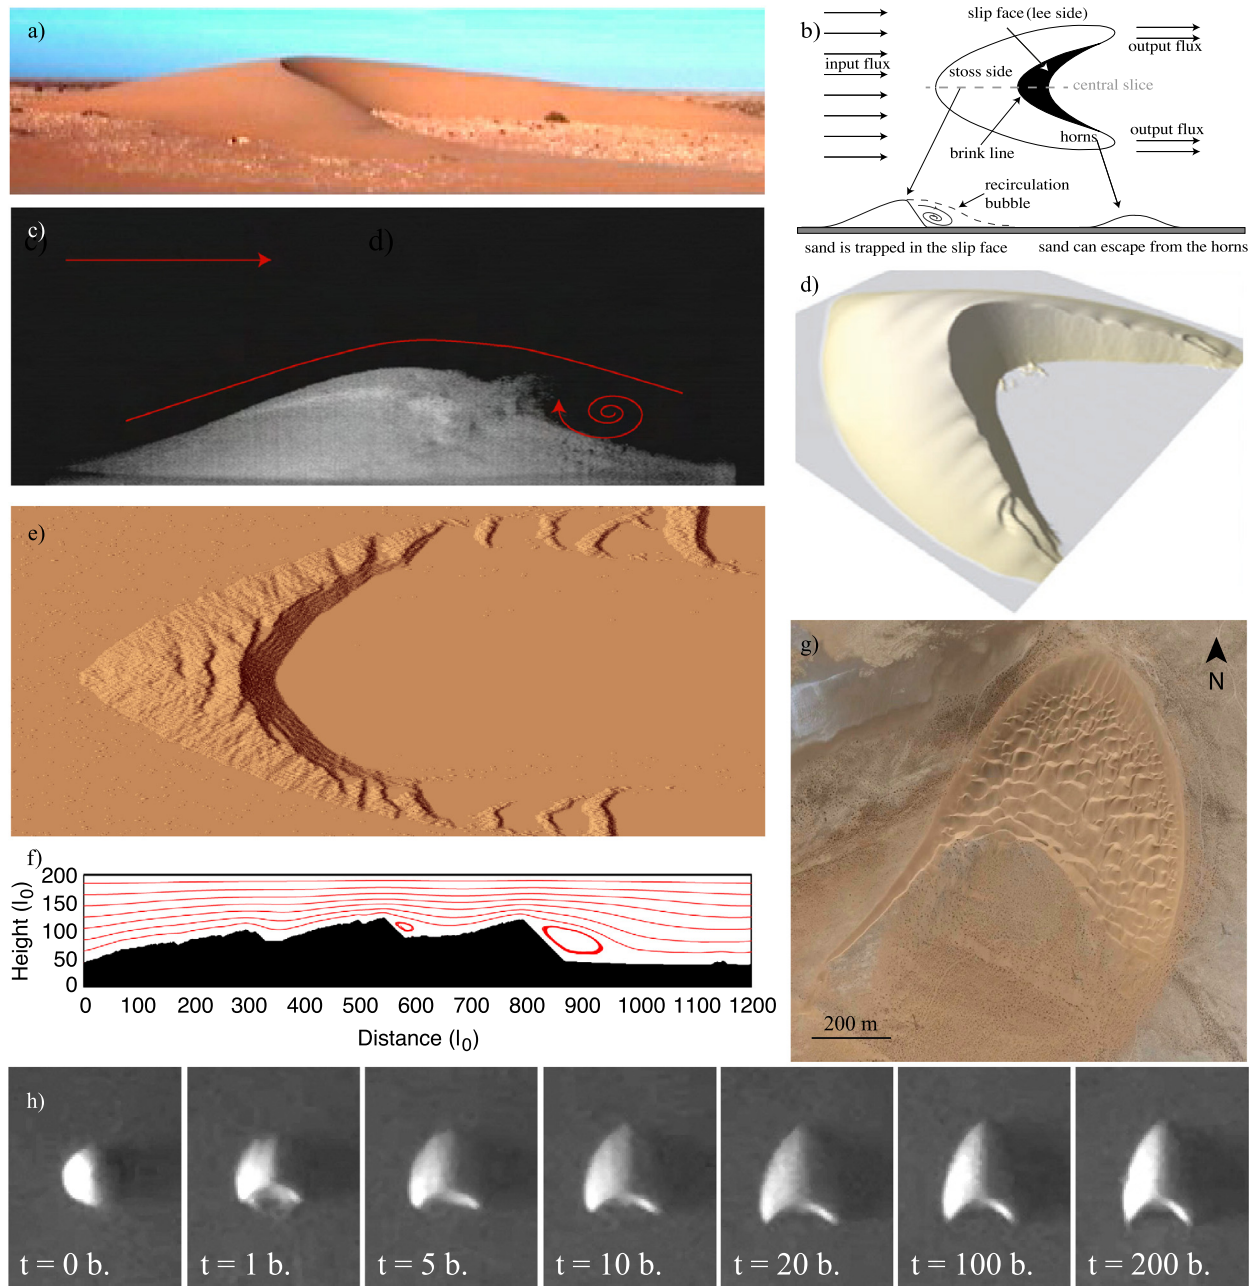 a)
b)
slip face (lee side)
output flux
input flux
stoss side
central slice
horns
output flux
brink line
recirculation
bubble
sand is trapped in the slip face
sand can escape from the horns
c)
c)
d)
d)
e)
f)
200
150
100
50
0
Height (l0)
0 100 200 300 400 500 600 700 800 900 1000 1100 1200
Distance (l0)
g)
N
200 m
h)
t = 0 b.
t = 1 b.
t = 5 b.
t = 10 b.
t = 20 b.
t = 100 b.
t = 200 b.